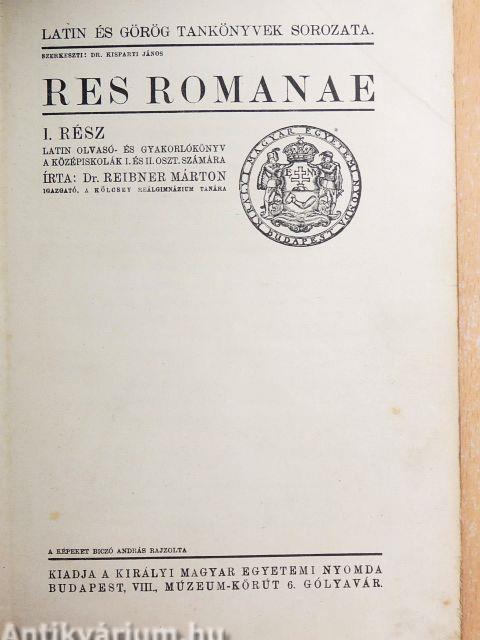 LATIN ÉS GÖRÖG TANKÖNYVEK SOROZATA.
SZERKESZTI: DR. KISPARTI JÁNOS
RES ROMANAE
I. RÉSZ
LATIN OLVASÓ- ÉS GYAKORLÓKÖNYV
A KÖZÉPISKOLÁK I. ÉS II. OSZT. SZÁMÁRA
ÍRTA: Dr. REIBNER MÁRTON
IGAZGATÓ, A KÖLCSEY REÁLGIMNÁZIUM TANÁRA
KIRÁLYI MAGYAR EGYETEMI NYOMDA
BUDAPEST
A KÉPEKET BICZÓ ANDRÁS RAJZOLTA
KIADJA A KIRÁLYI MAGYAR EGYETEMI NYOMDA
BUDAPEST, VIII., MÚZEUM-KÖRÚT 6. GÓLYAVÁR.
Antikvárium.hu